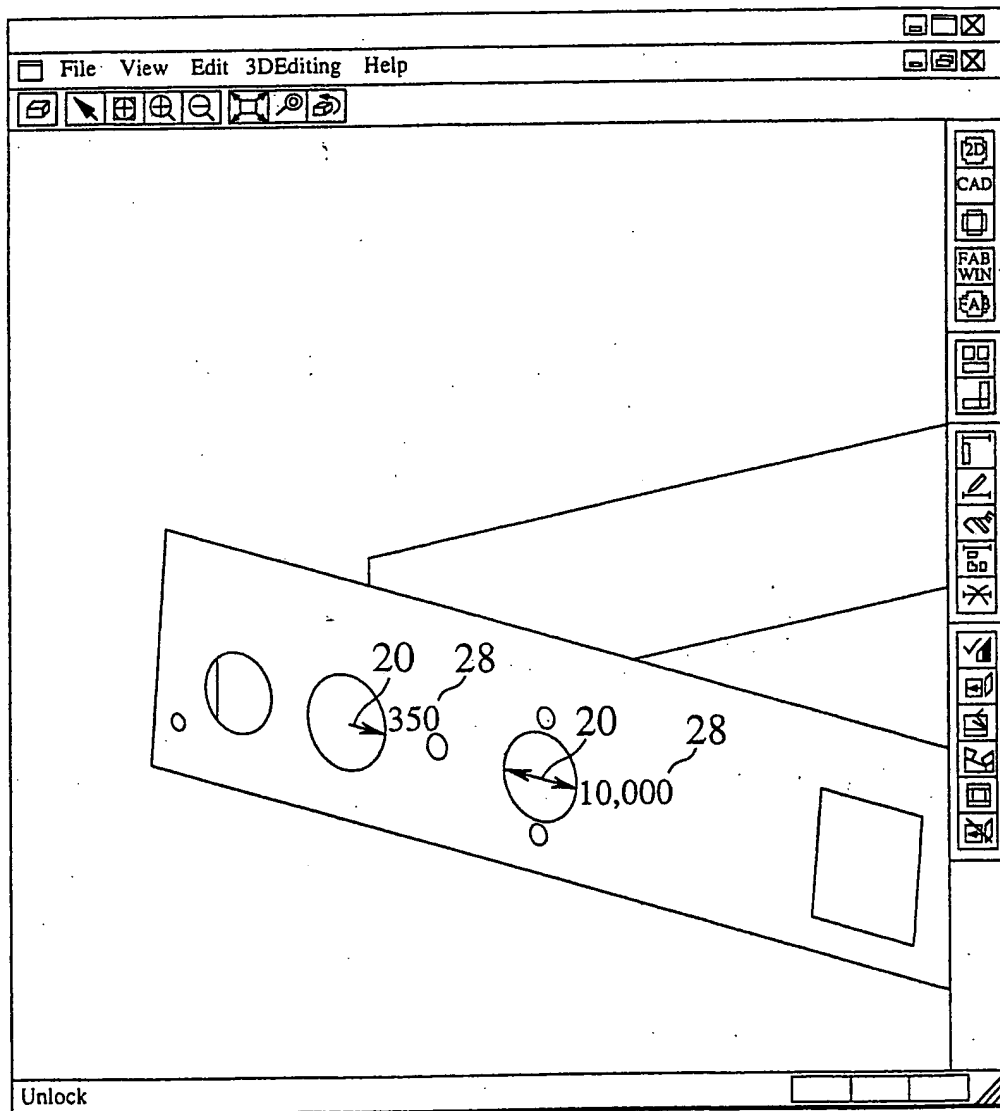 File View Edit 3DEditing Help
2D
CAD
FAB
WIN
FAB
20 28
350
20 28
10,000
Unlock